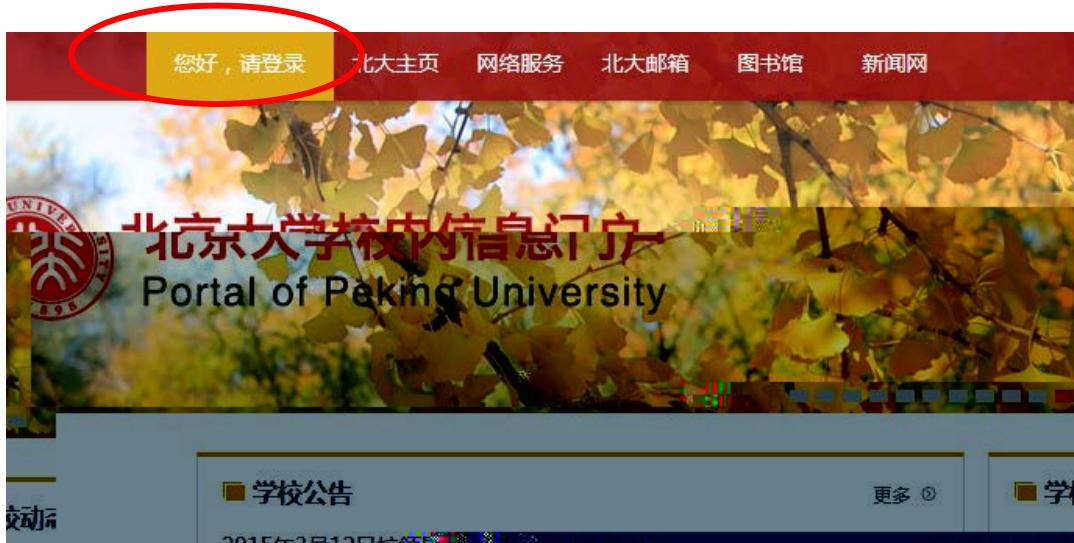 您好，请登录 北大主页 网络服务 北大邮箱 图书馆 新闻网
北京大学校内信息门户
Portal of Peking University
学校公告 更多